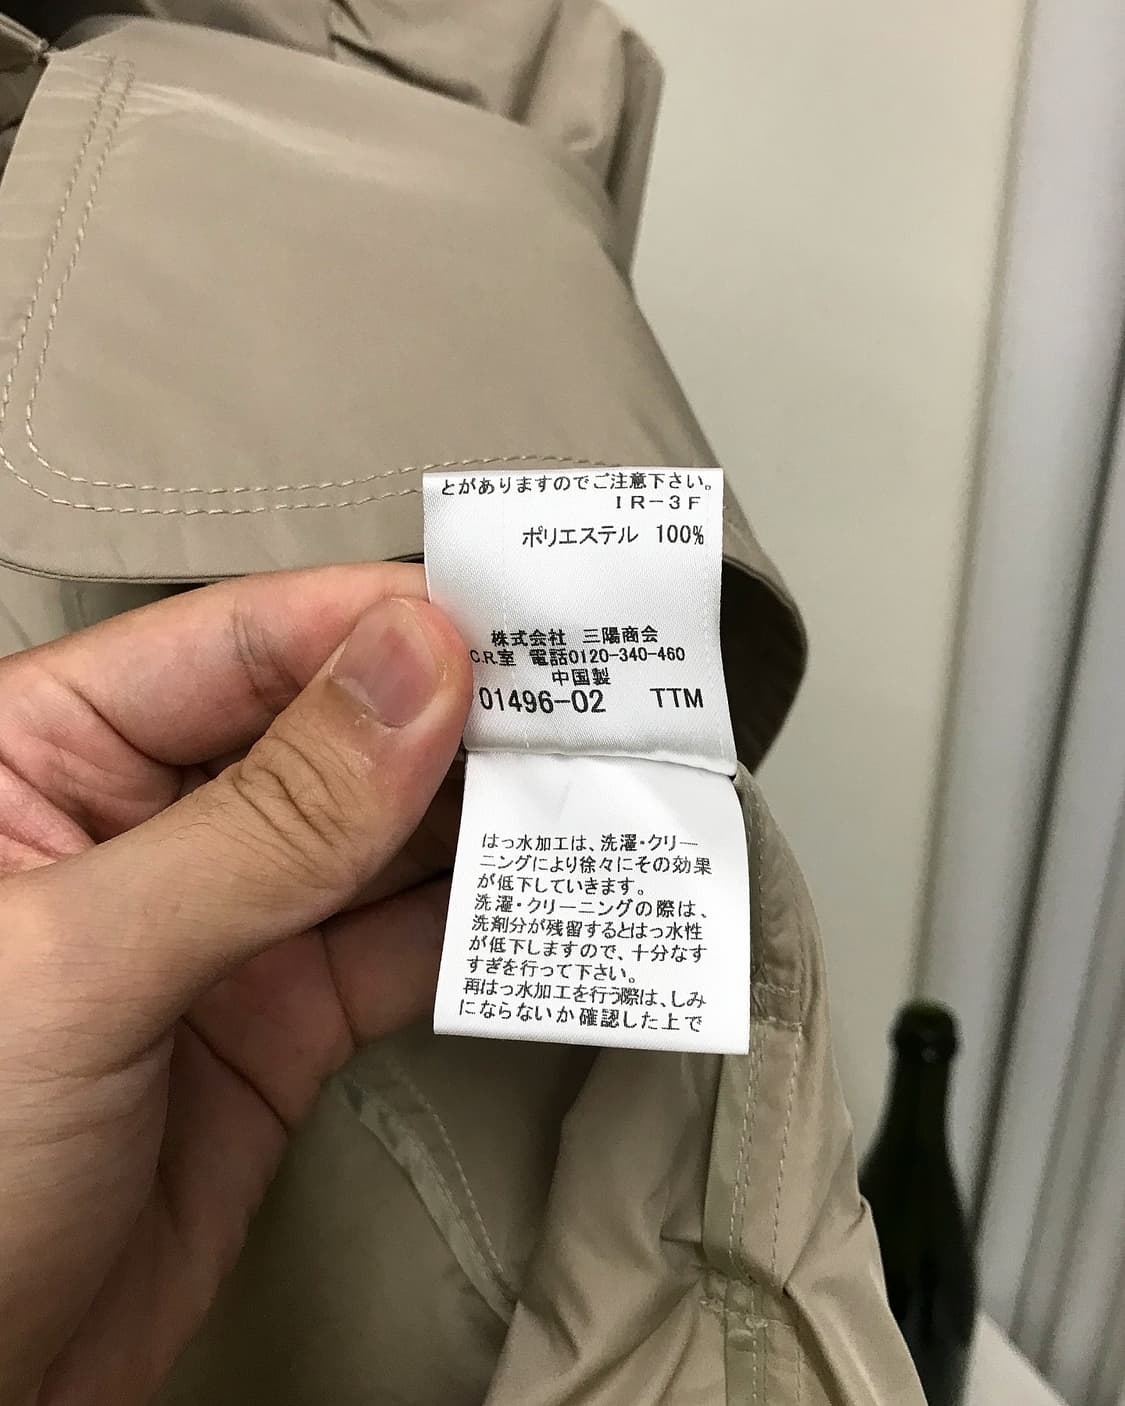 とがありますのでご注意下さい。
IR-3F
ポリエステル 100%
株式会社 三陽商会
C.R室 電話0120-340-460
中国製
01496-02 TTM
はっ水加工は、洗濯・クリー
ニングにより徐々にその効果
が低下していきます。
洗濯・クリーニングの際は、
洗剤分が残留するとはっ水性
が低下しますので、十分なす
すぎを行って下さい。
再はっ水加工を行う際は、しみ
にならないか確認した上で